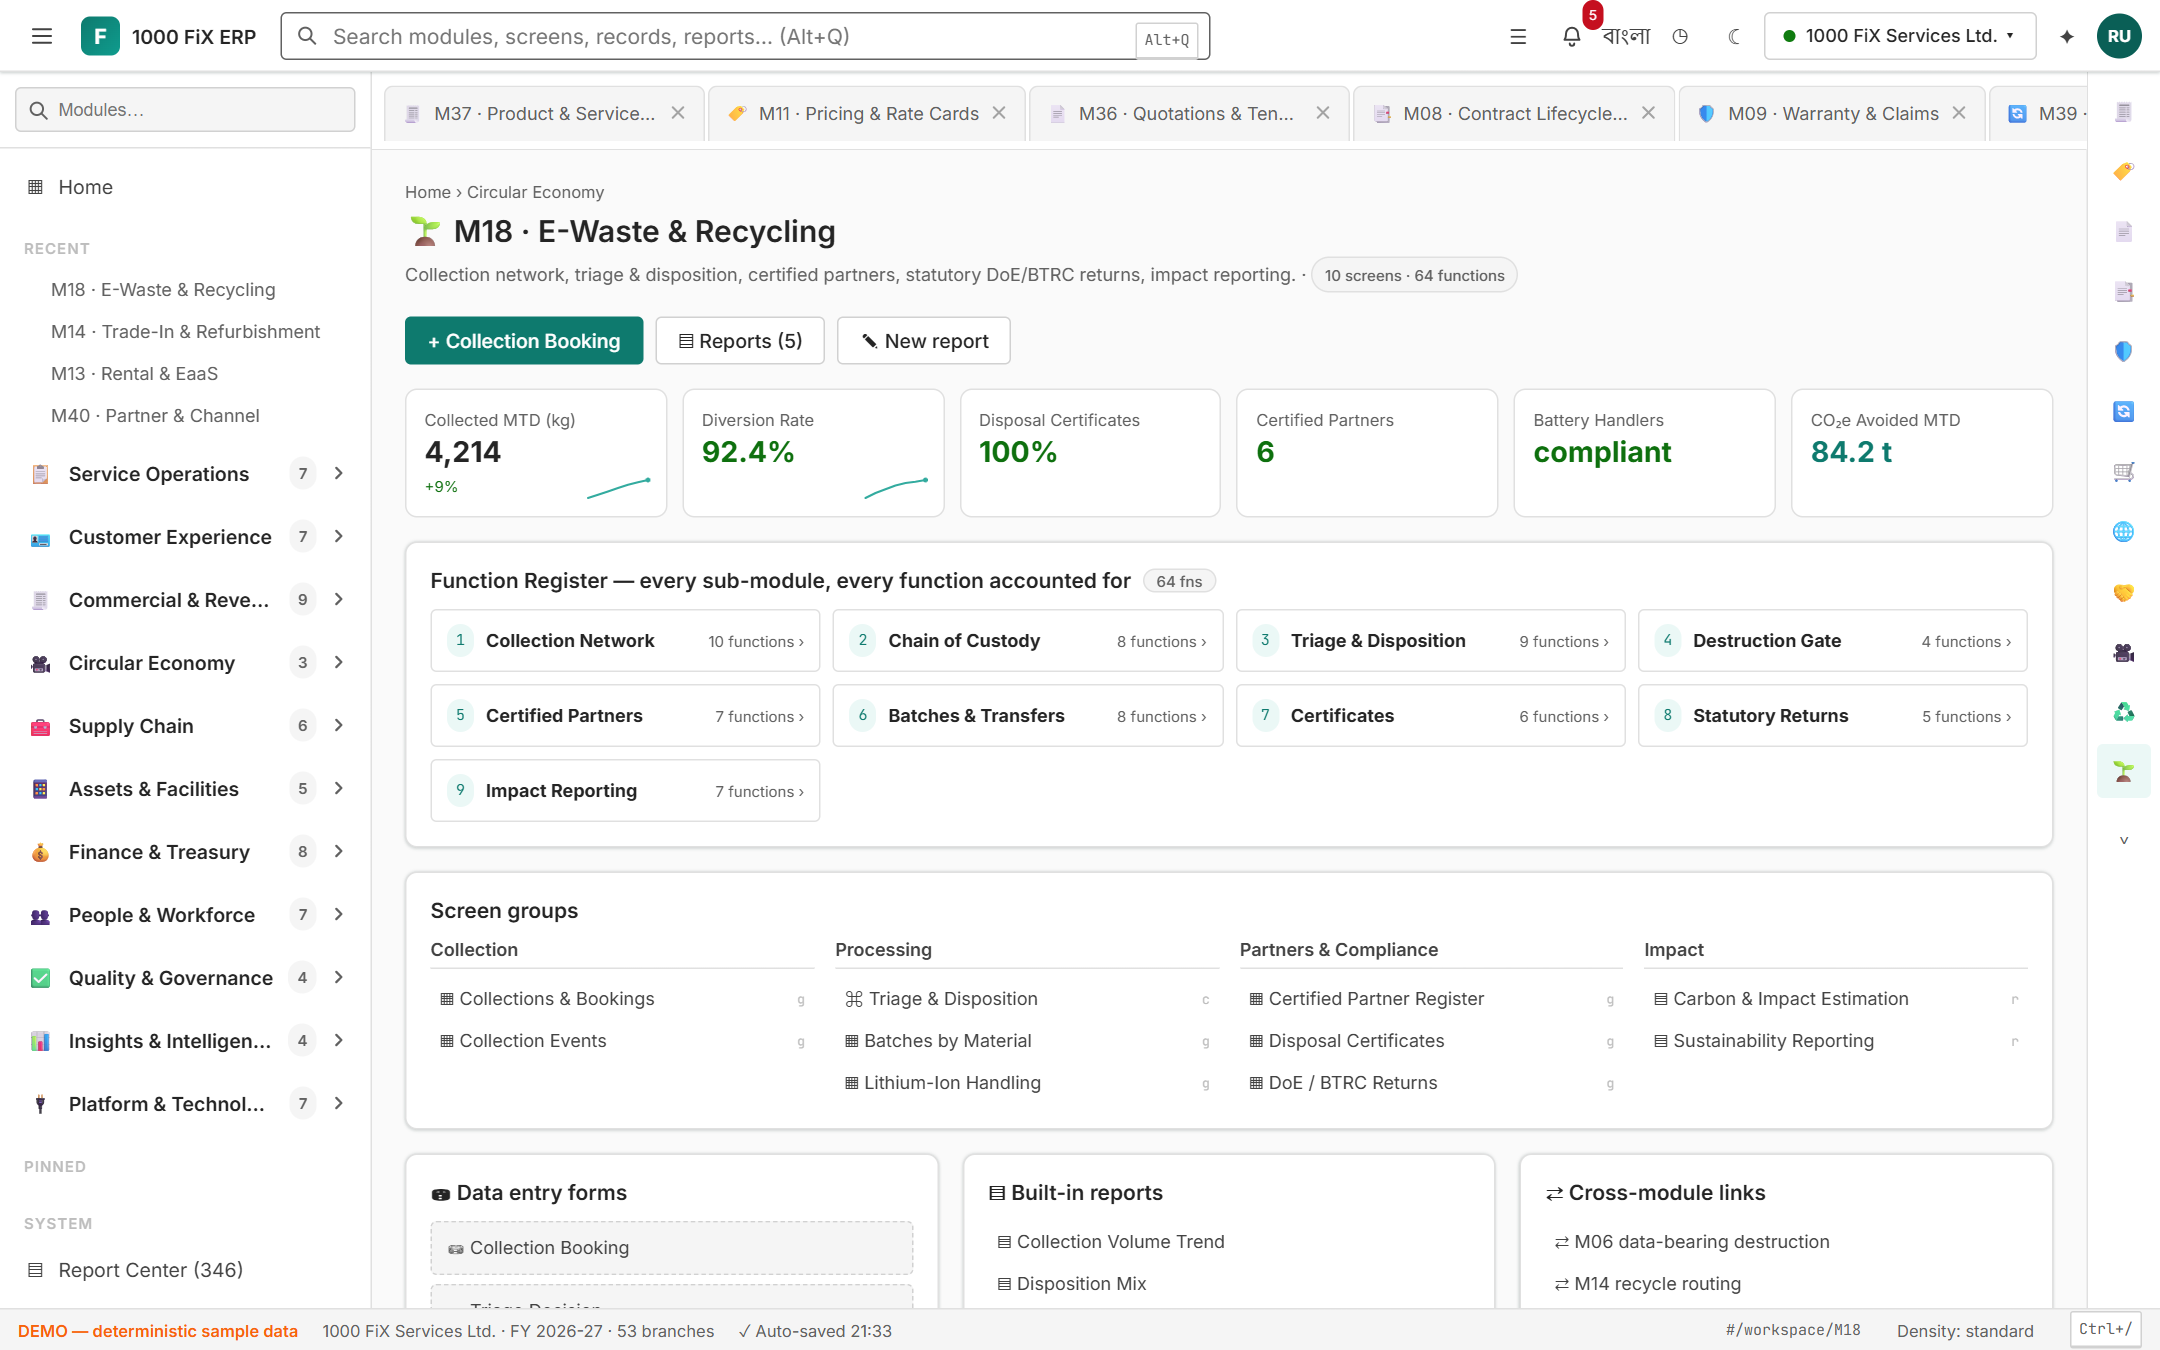 F 1000 FiX ERP
Search modules, screens, records, reports... (Alt+Q) Alt+Q
5
বাংলা
1000 FiX Services Ltd.
RU
Modules...
Home
RECENT
M18 · E-Waste & Recycling
M14 · Trade-In & Refurbishment
M13 · Rental & EaaS
M40 · Partner & Channel
Service Operations 7
Customer Experience 7
Commercial & Reve... 9
Circular Economy 3
Supply Chain 6
Assets & Facilities 5
Finance & Treasury 8
People & Workforce 7
Quality & Governance 4
Insights & Intelligen... 4
Platform & Technol... 7
PINNED
SYSTEM
Report Center (346)
M37 · Product & Service...
M11 · Pricing & Rate Cards
M36 · Quotations & Ten...
M08 · Contract Lifecycle...
M09 · Warranty & Claims
M39 ·
Home › Circular Economy
M18 · E-Waste & Recycling
Collection network, triage & disposition, certified partners, statutory DoE/BTRC returns, impact reporting. · 10 screens · 64 functions
+ Collection Booking
Reports (5)
New report
Collected MTD (kg)
4,214
+9%
Diversion Rate
92.4%
Disposal Certificates
100%
Certified Partners
6
Battery Handlers
compliant
CO₂e Avoided MTD
84.2 t
Function Register — every sub-module, every function accounted for 64 fns
1 Collection Network 10 functions ›
2 Chain of Custody 8 functions ›
3 Triage & Disposition 9 functions ›
4 Destruction Gate 4 functions ›
5 Certified Partners 7 functions ›
6 Batches & Transfers 8 functions ›
7 Certificates 6 functions ›
8 Statutory Returns 5 functions ›
9 Impact Reporting 7 functions ›
Screen groups
Collection
Collections & Bookings g
Collection Events g
Processing
Triage & Disposition c
Batches by Material g
Lithium-Ion Handling g
Partners & Compliance
Certified Partner Register g
Disposal Certificates g
DoE / BTRC Returns g
Impact
Carbon & Impact Estimation r
Sustainability Reporting r
Data entry forms
Collection Booking
Triage Decision
Built-in reports
Collection Volume Trend
Disposition Mix
Cross-module links
M06 data-bearing destruction
M14 recycle routing
DEMO — deterministic sample data
1000 FiX Services Ltd. · FY 2026-27 · 53 branches
✓ Auto-saved 21:33
#/workspace/M18
Density: standard
Ctrl+/